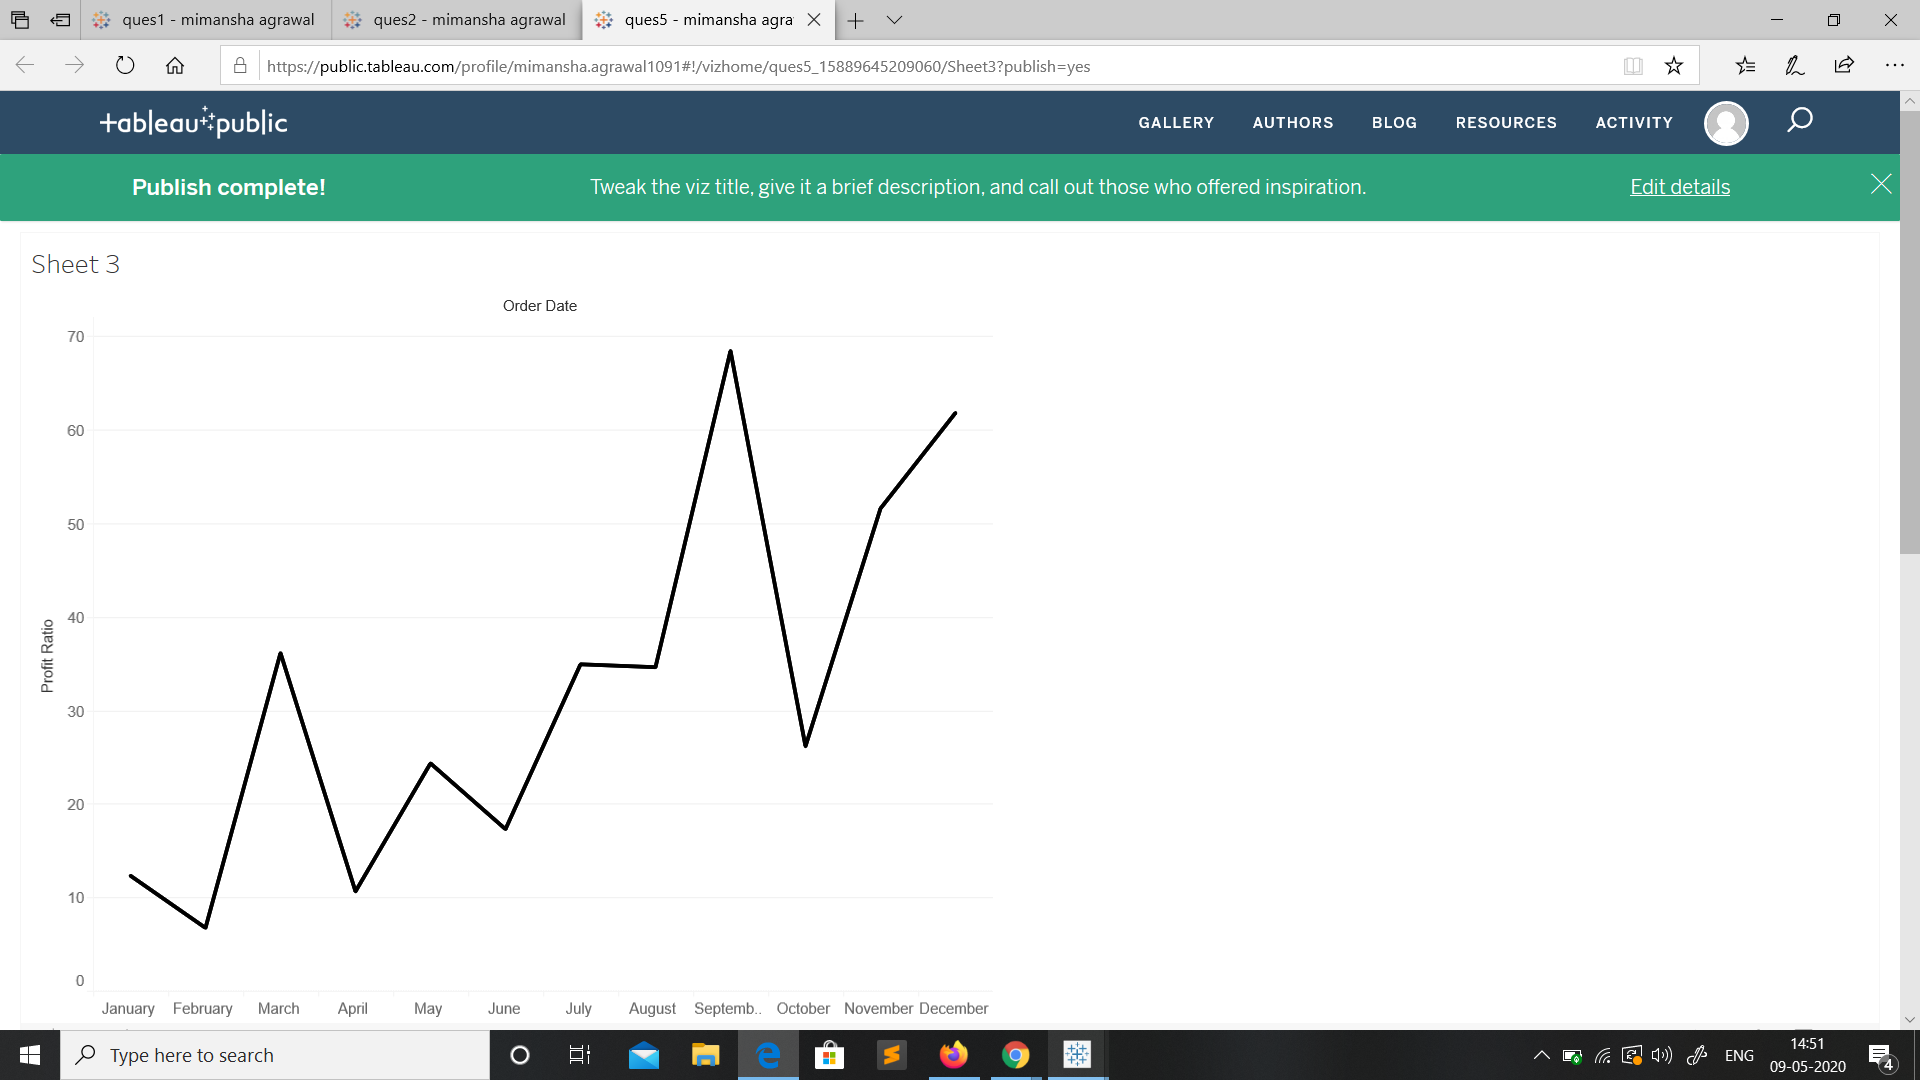 ques1 - mimansha agrawal
ques2 - mimansha agrawal
ques5 - mimansha agra
https://public.tableau.com/profile/mimansha.agrawal1091#!/vizhome/ques5_15889645209060/Sheet3?publish=yes
tableau public
GALLERY AUTHORS BLOG RESOURCES ACTIVITY
Publish complete! Tweak the viz title, give it a brief description, and call out those who offered inspiration. Edit details
Sheet 3
Order Date
70
60
50
40
30
20
10
0
Profit Ratio
January February March April May June July August Septemb.. October November December
Type here to search
ENG
14:51
09-05-2020
4